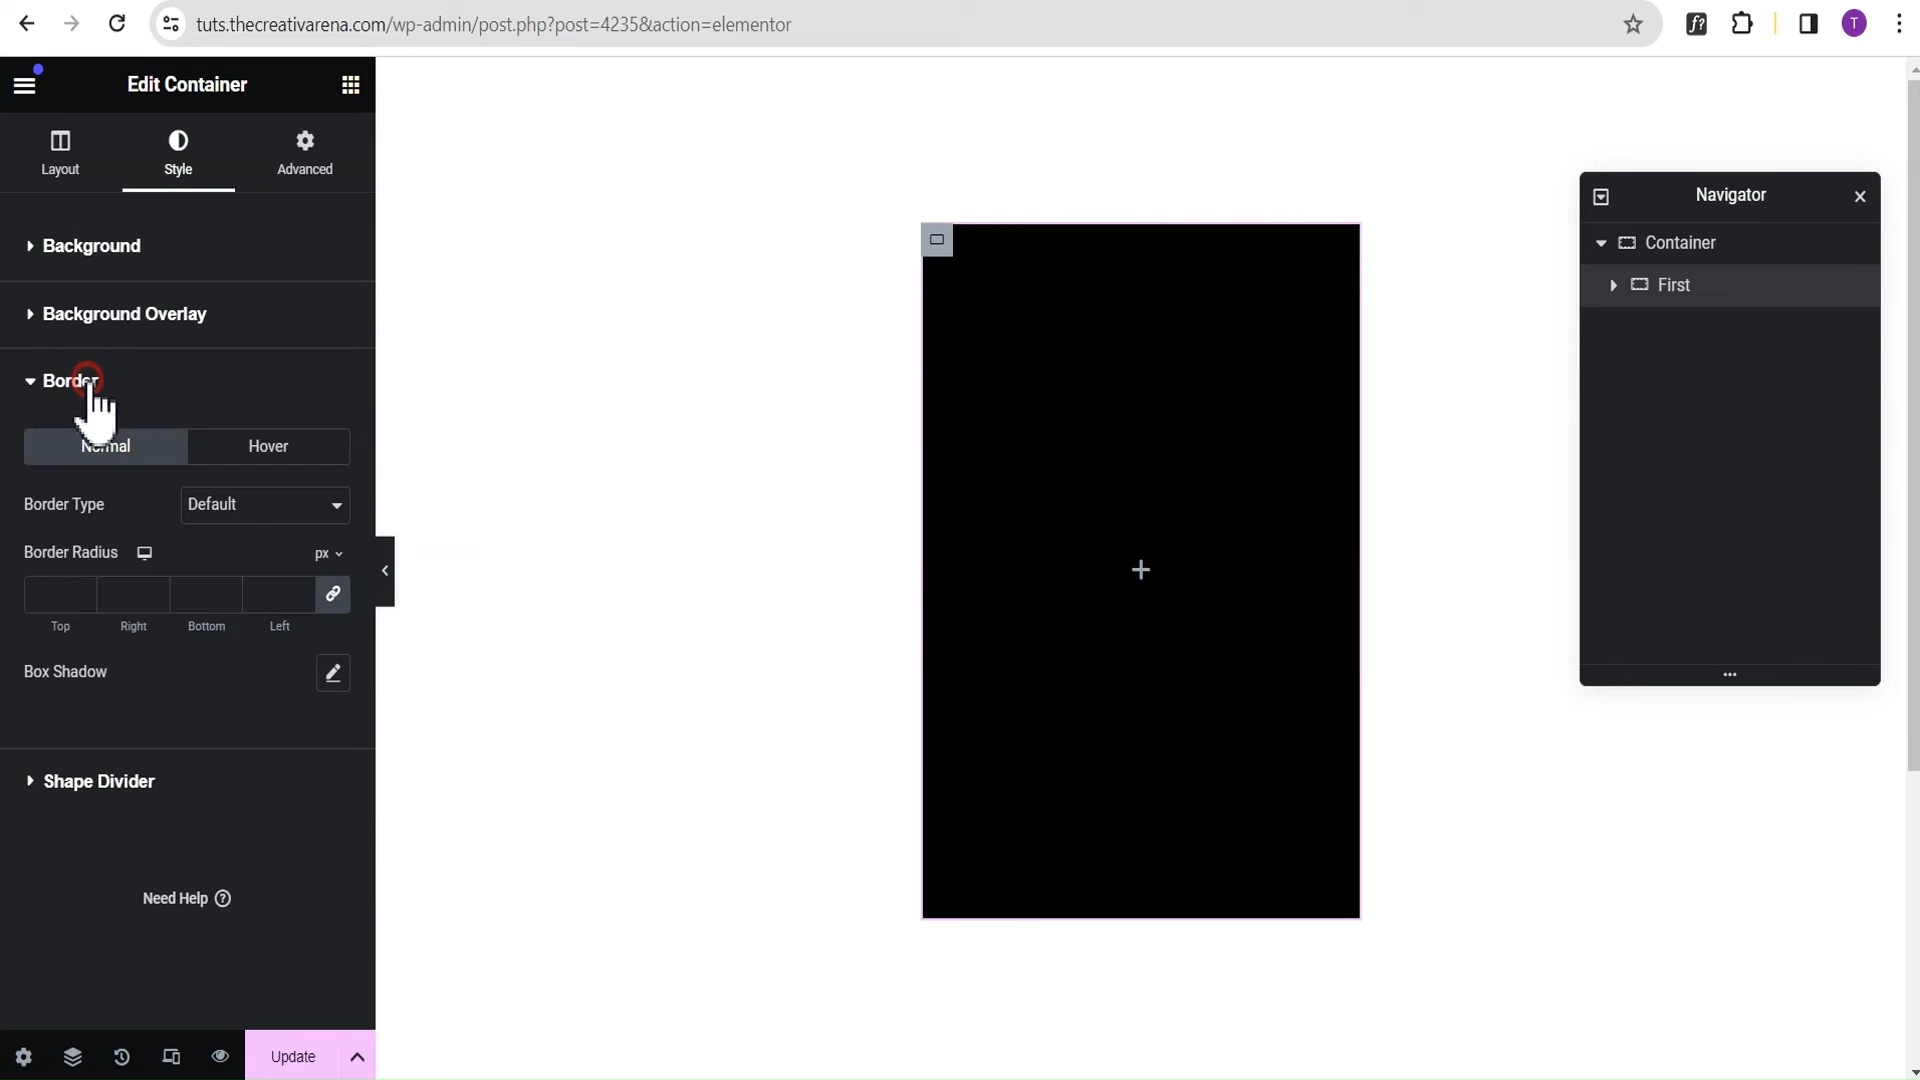 tuts.thecreativarena.com/wp-admin/post.php?post=4235&action=elementor
T
Edit Container
Layout
Style
Advanced
Background
Background Overlay
Border
Normal
Hover
Border Type
Default
Border Radius
px
Top
Right
Bottom
Left
Box Shadow
Shape Divider
Need Help ?
Update
Navigator
Container
First